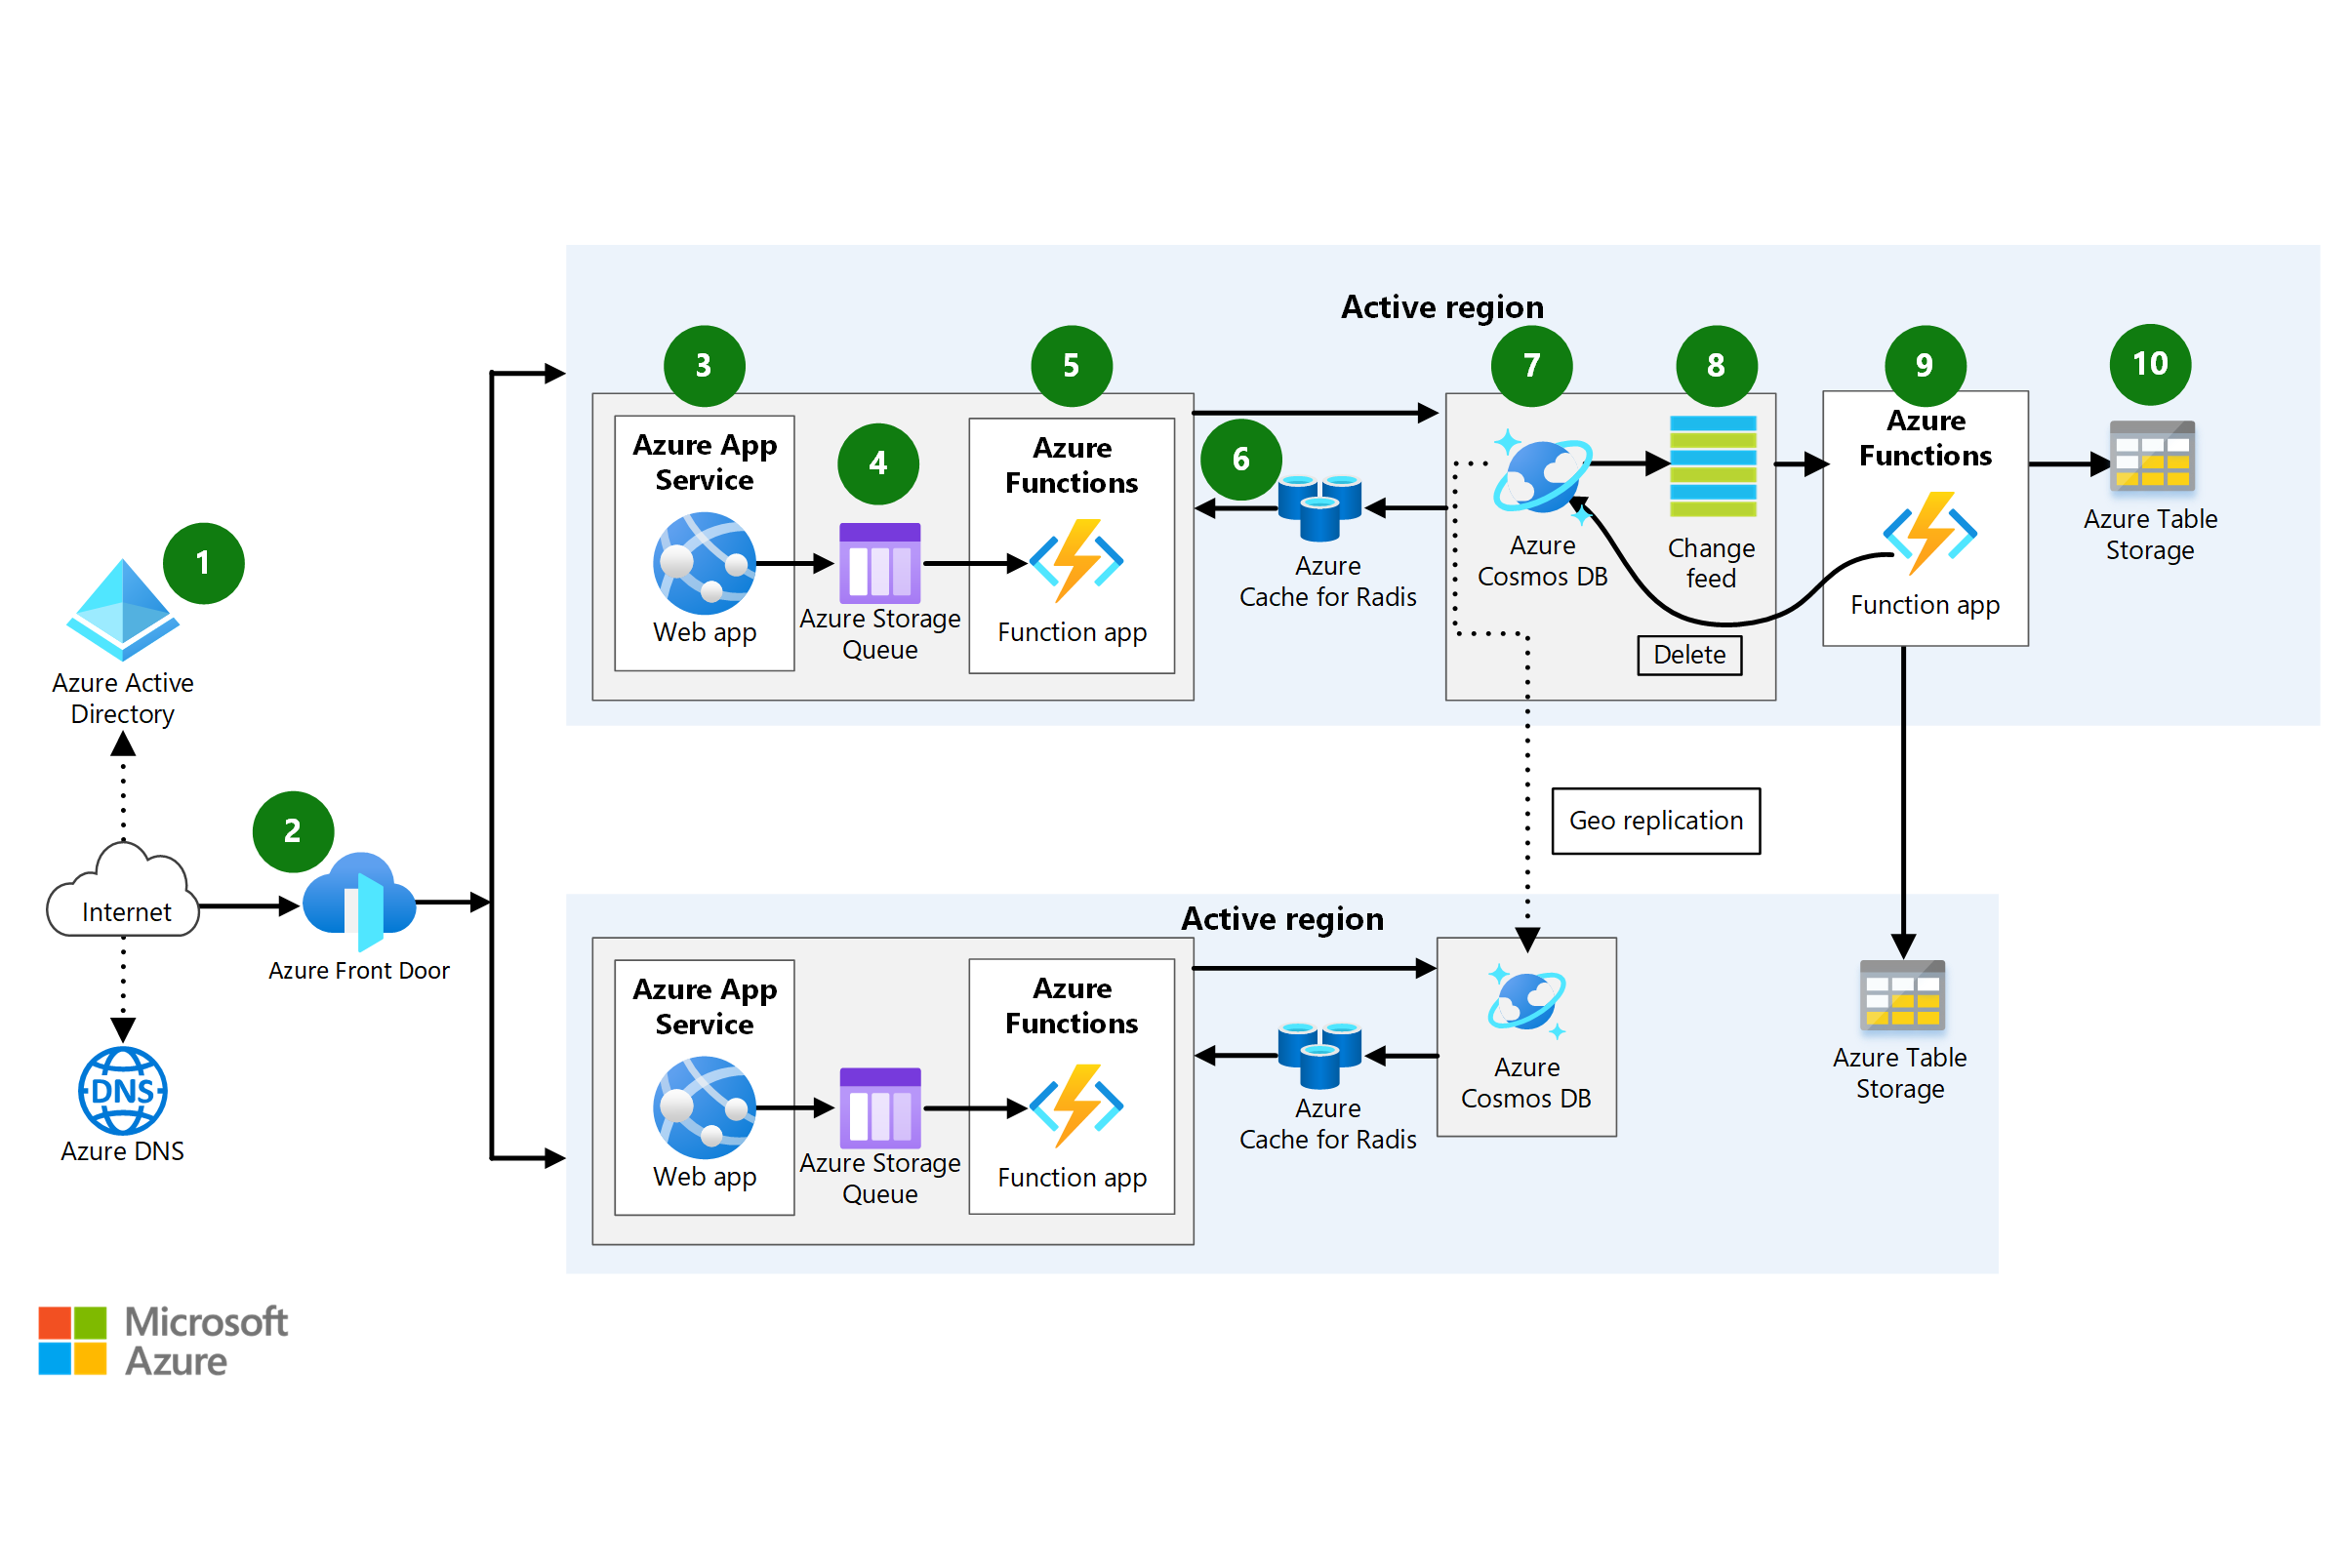 Active region
3
5
7
8
9
10
Azure App
Service
4
Azure
Functions
6
Azure
Functions
Web app
Azure Storage
Queue
Function app
Azure
Cache for Radis
Azure
Cosmos DB
Change
feed
Function app
Azure Table
Storage
Delete
1
Azure Active
Directory
2
Internet
Azure Front Door
DNS
Azure DNS
Geo replication
Active region
Azure App
Service
Azure
Functions
Web app
Azure Storage
Queue
Function app
Azure
Cache for Radis
Azure
Cosmos DB
Azure Table
Storage
Microsoft
Azure